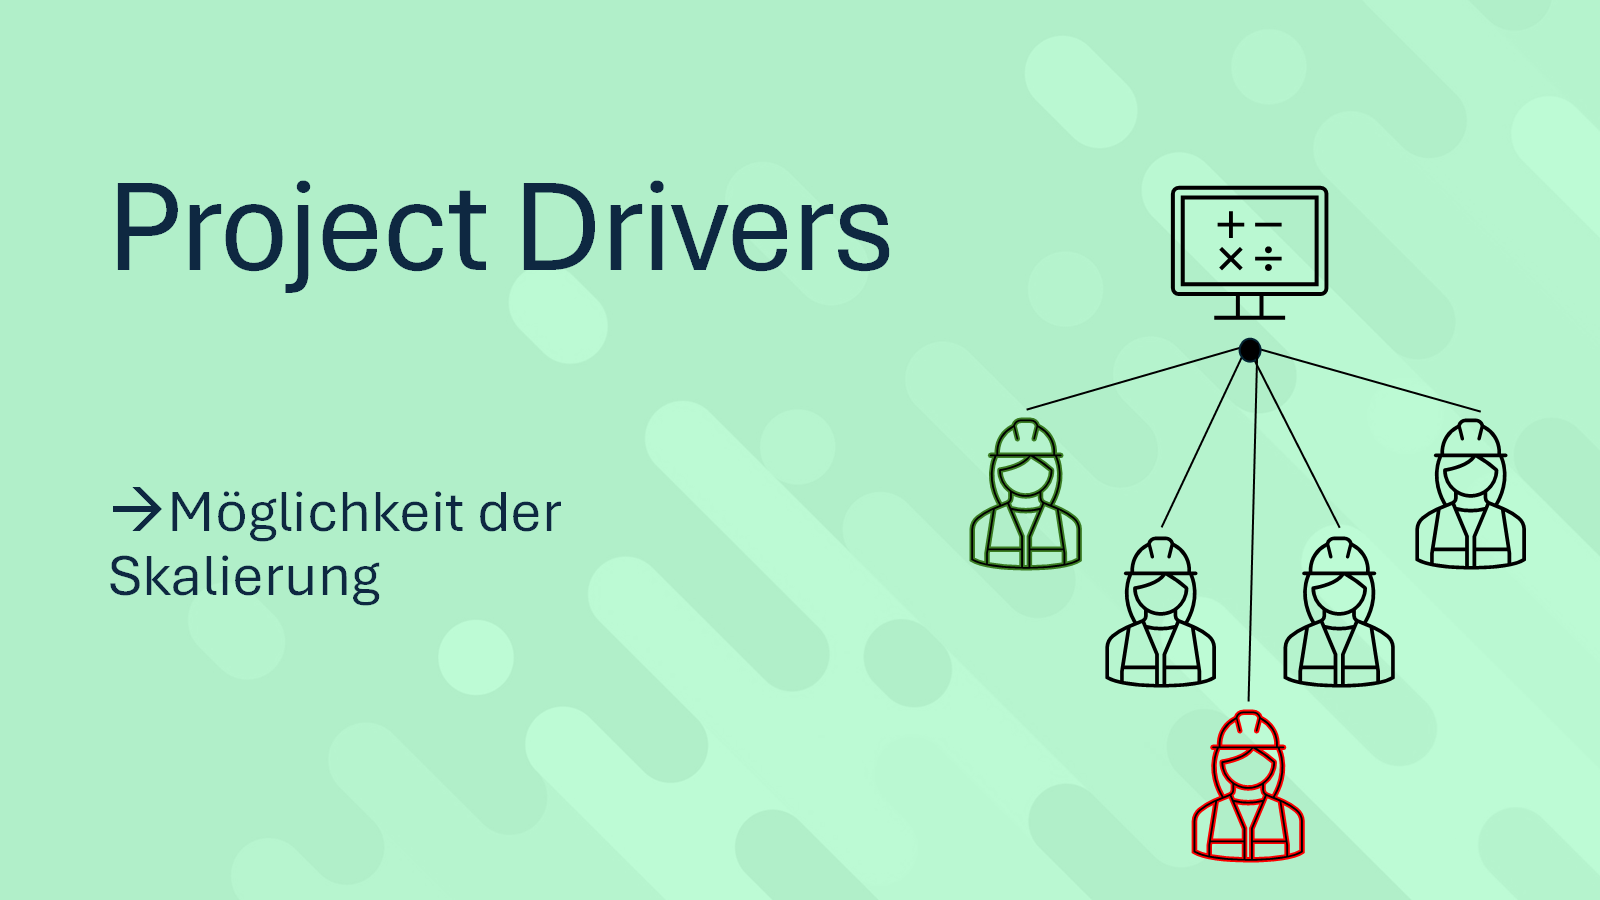 Project Drivers
→Möglichkeit der
Skalierung
+ −
× ÷